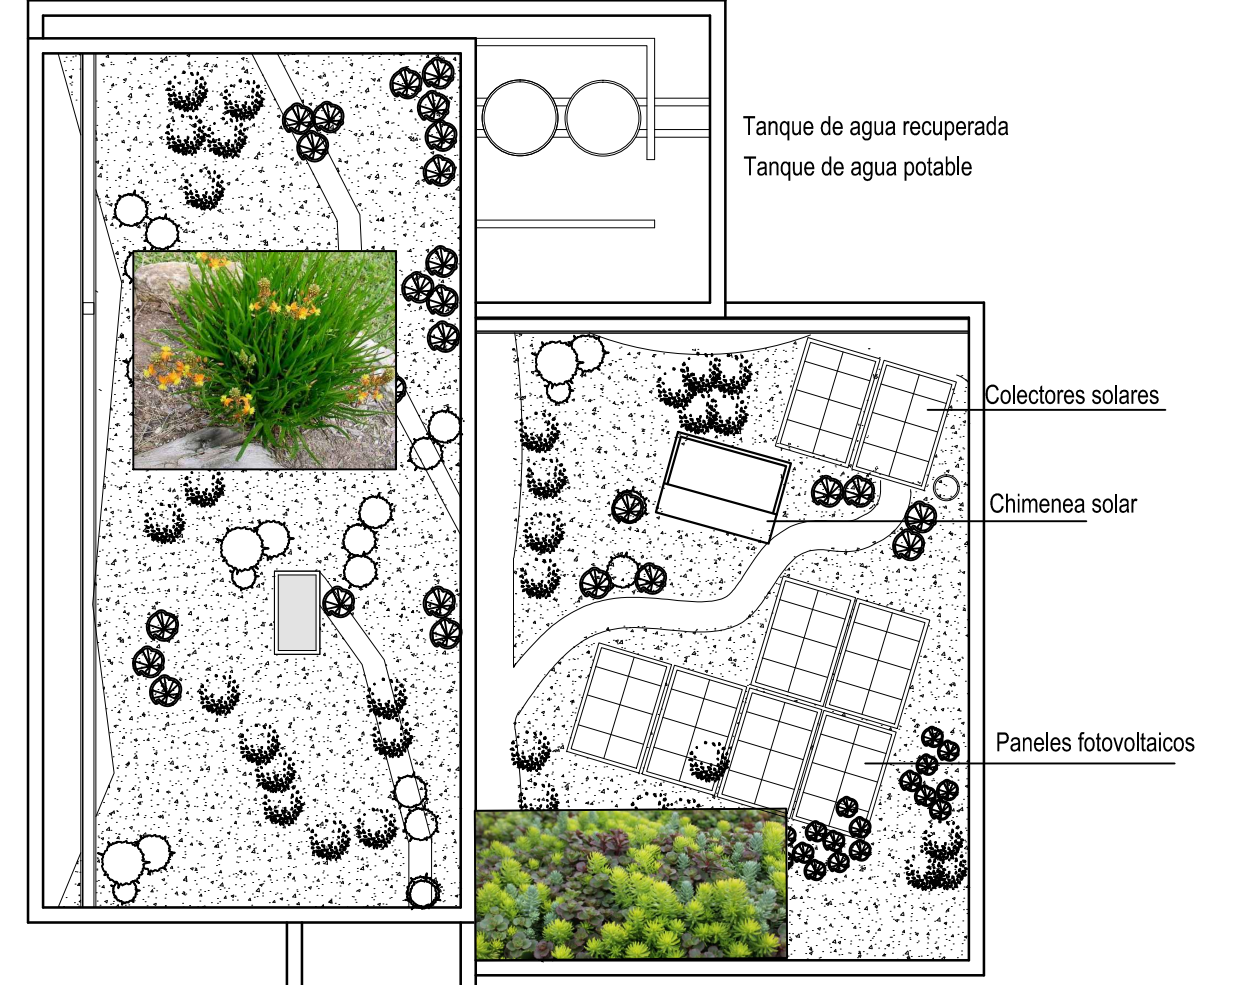 Tanque de agua recuperada
Tanque de agua potable
Colectores solares
Chimenea solar
Paneles fotovoltaicos